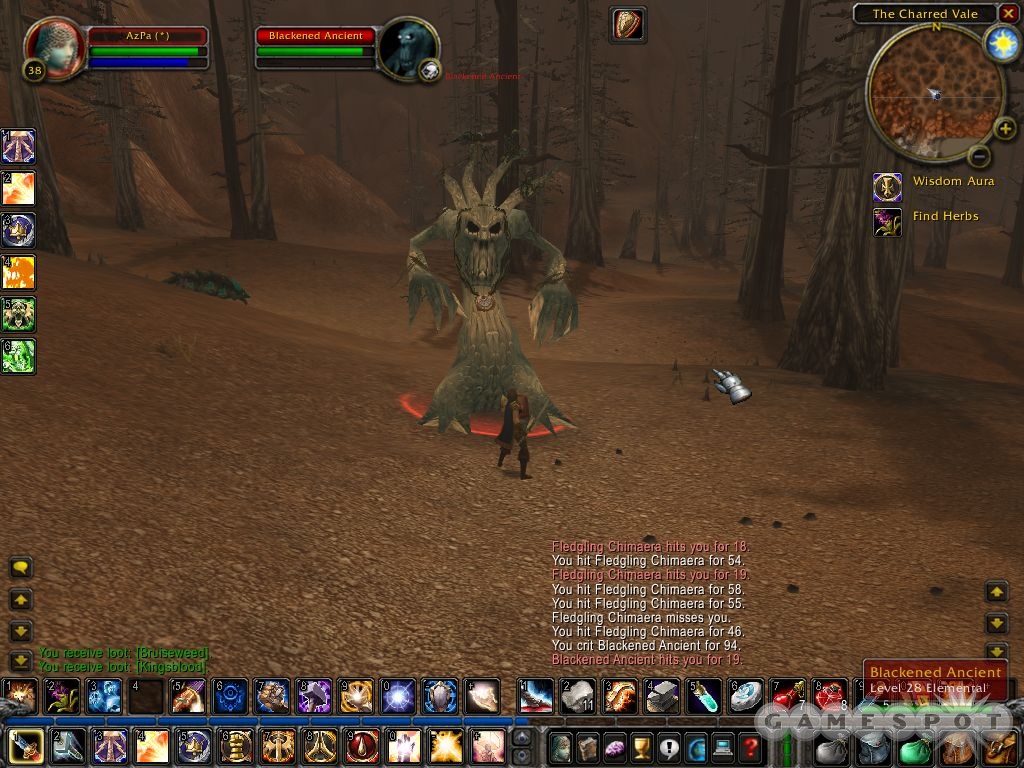 The Charred Vale
N
AzPa (*)
38
Blackened Ancient
Blackened Ancient
Wisdom Aura
Find Herbs
Fledgling Chimaera hits you for 18.
You hit Fledgling Chimaera for 54.
Fledgling Chimaera hits you for 19.
You hit Fledgling Chimaera for 58.
You hit Fledgling Chimaera for 55.
Fledgling Chimaera misses you.
You hit Fledgling Chimaera for 46.
You crit Blackened Ancient for 94.
Blackened Ancient hits you for 19.
You receive loot: [Bruiseweed].
You receive loot: [Kingsblood].
Blackened Ancient
Level 28 Elemental
GAMESPOT